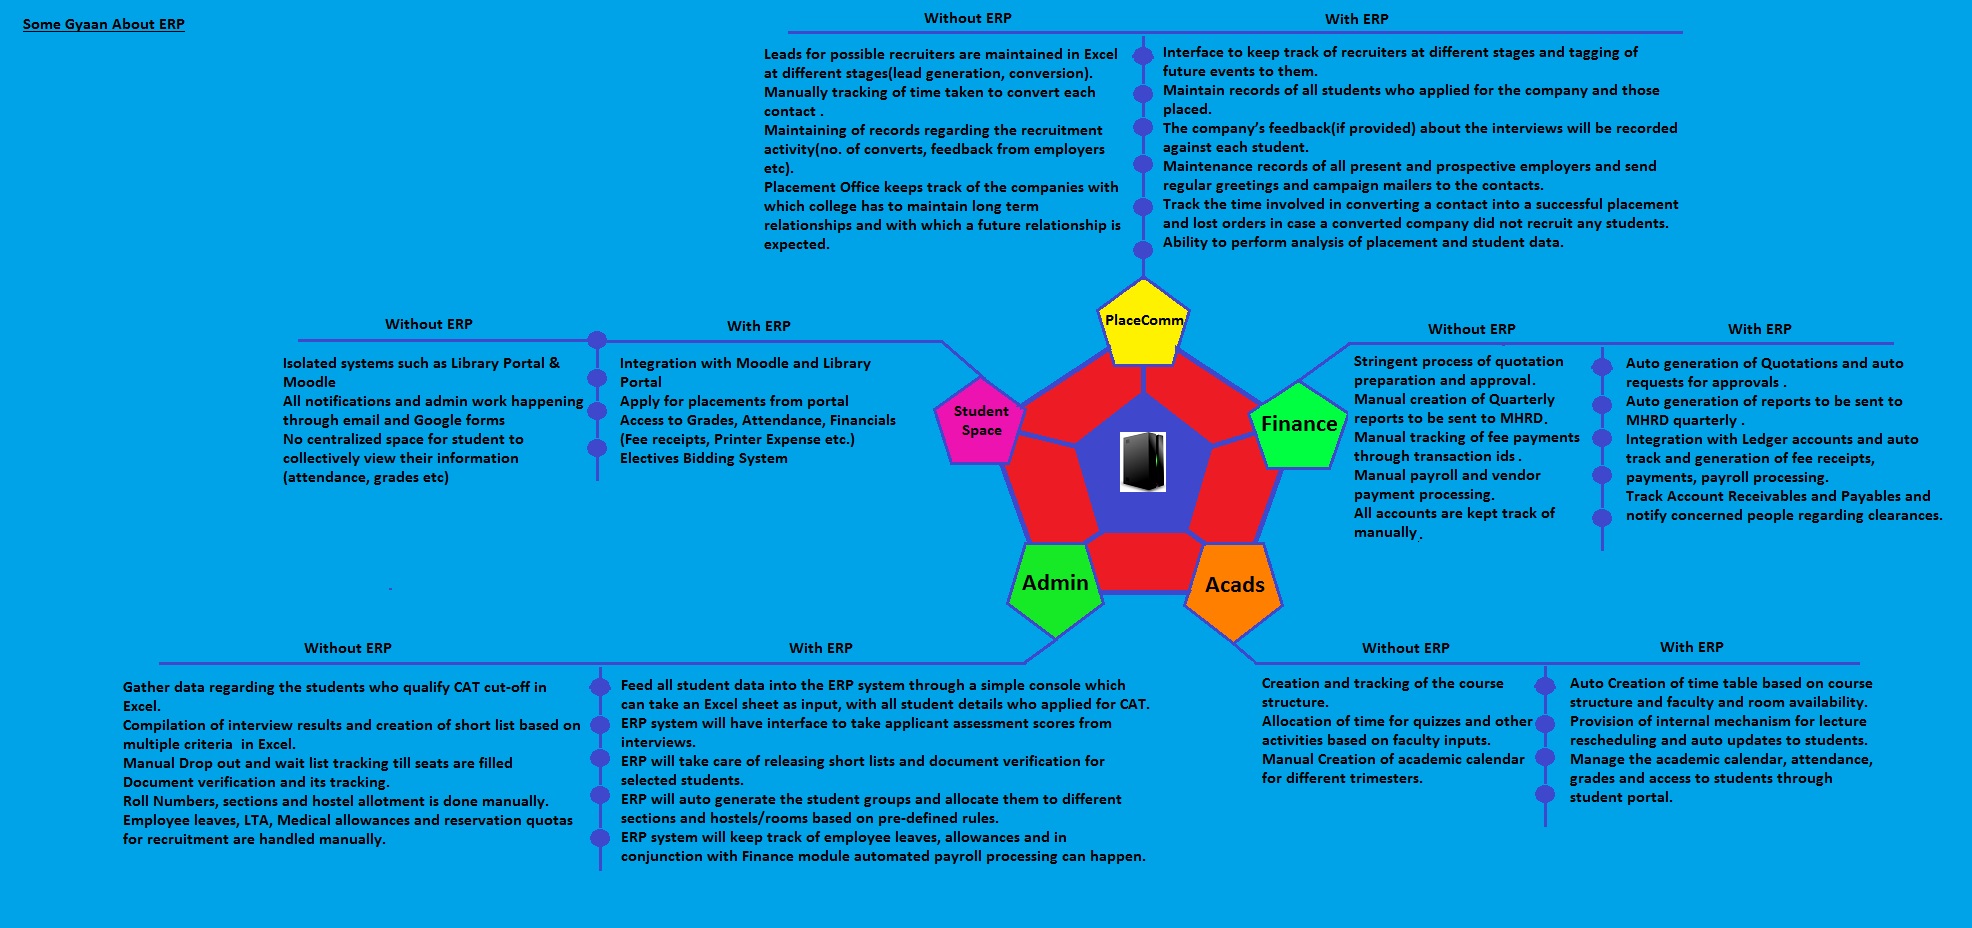 Some Gyaan About ERP
Without ERP
With ERP
Leads for possible recruiters are maintained in Excel
at different stages(lead generation, conversion).
Manually tracking of time taken to convert each
contact .
Maintaining of records regarding the recruitment
activity(no. of converts, feedback from employers
etc).
Placement Office keeps track of the companies with
which college has to maintain long term
relationships and with which a future relationship is
expected.
Interface to keep track of recruiters at different stages and tagging of
future events to them.
Maintain records of all students who applied for the company and those
placed.
The company's feedback(if provided) about the interviews will be recorded
against each student.
Maintenance records of all present and prospective employers and send
regular greetings and campaign mailers to the contacts.
Track the time involved in converting a contact into a successful placement
and lost orders in case a converted company did not recruit any students.
Ability to perform analysis of placement and student data.
PlaceComm
Without ERP
With ERP
Isolated systems such as Library Portal &
Moodle
All notifications and admin work happening
through email and Google forms
No centralized space for student to
collectively view their information
(attendance, grades etc)
Integration with Moodle and Library
Portal
Apply for placements from portal
Access to Grades, Attendance, Financials
(Fee receipts, Printer Expense etc.)
Electives Bidding System
Student
Space
Finance
Without ERP
With ERP
Stringent process of quotation
preparation and approval.
Manual creation of Quarterly
reports to be sent to MHRD.
Manual tracking of fee payments
through transaction ids .
Manual payroll and vendor
payment processing.
All accounts are kept track of
manually .
Auto generation of Quotations and auto
requests for approvals .
Auto generation of reports to be sent to
MHRD quarterly .
Integration with Ledger accounts and auto
track and generation of fee receipts,
payments, payroll processing.
Track Account Receivables and Payables and
notify concerned people regarding clearances.
Admin
Acads
Without ERP
With ERP
Gather data regarding the students who qualify CAT cut-off in
Excel.
Compilation of interview results and creation of short list based on
multiple criteria  in Excel.
Manual Drop out and wait list tracking till seats are filled
Document verification and its tracking.
Roll Numbers, sections and hostel allotment is done manually.
Employee leaves, LTA, Medical allowances and reservation quotas
for recruitment are handled manually.
Feed all student data into the ERP system through a simple console which
can take an Excel sheet as input, with all student details who applied for CAT.
ERP system will have interface to take applicant assessment scores from
interviews.
ERP will take care of releasing short lists and document verification for
selected students.
ERP will auto generate the student groups and allocate them to different
sections and hostels/rooms based on pre-defined rules.
ERP system will keep track of employee leaves, allowances and in
conjunction with Finance module automated payroll processing can happen.
Without ERP
With ERP
Creation and tracking of the course
structure.
Allocation of time for quizzes and other
activities based on faculty inputs.
Manual Creation of academic calendar
for different trimesters.
Auto Creation of time table based on course
structure and faculty and room availability.
Provision of internal mechanism for lecture
rescheduling and auto updates to students.
Manage the academic calendar, attendance,
grades and access to students through
student portal.